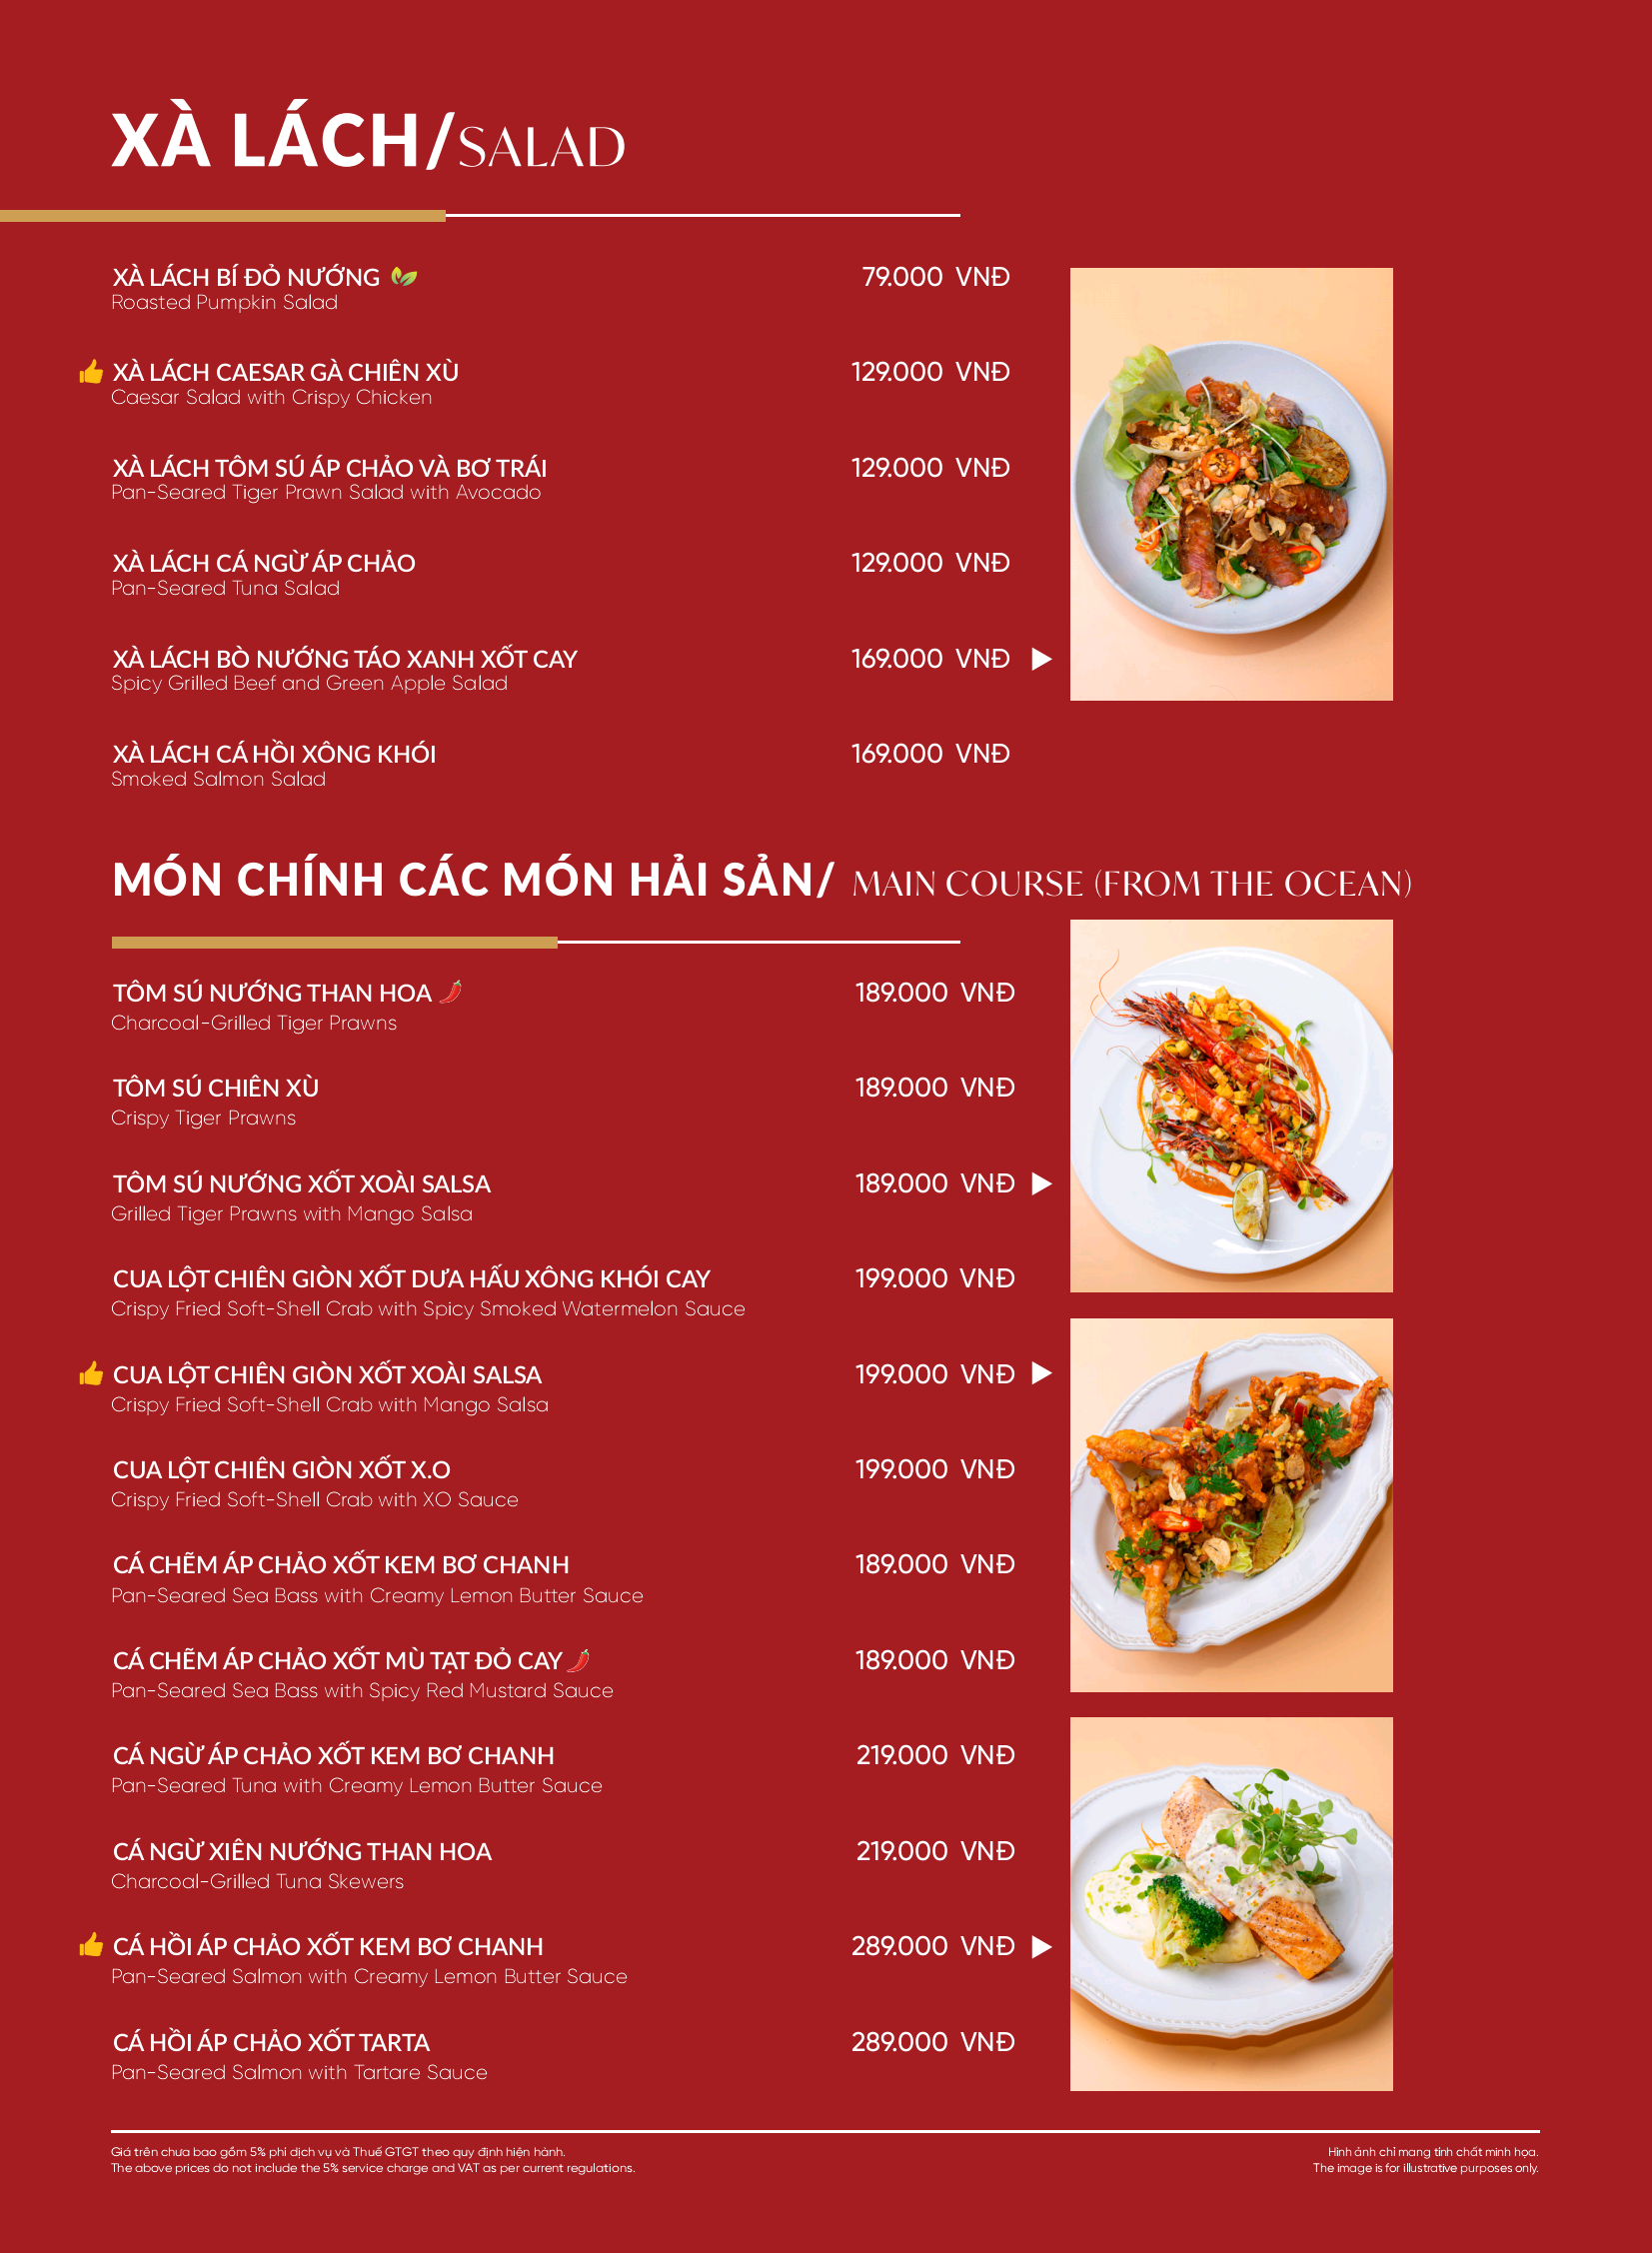 XÀ LÁCH/SALAD
XÀ LÁCH BÍ ĐỎ NƯỚNG 79.000 VNĐ
Roasted Pumpkin Salad
XÀ LÁCH CAESAR GÀ CHIÊN XÙ 129.000 VNĐ
Caesar Salad with Crispy Chicken
XÀ LÁCH TÔM SÚ ÁP CHẢO VÀ BƠ TRÁI 129.000 VNĐ
Pan-Seared Tiger Prawn Salad with Avocado
XÀ LÁCH CÁ NGỪ ÁP CHẢO 129.000 VNĐ
Pan-Seared Tuna Salad
XÀ LÁCH BÒ NƯỚNG TÁO XANH XỐT CAY 169.000 VNĐ
Spicy Grilled Beef and Green Apple Salad
XÀ LÁCH CÁ HỒI XÔNG KHÓI 169.000 VNĐ
Smoked Salmon Salad
MÓN CHÍNH CÁC MÓN HẢI SẢN/ MAIN COURSE (FROM THE OCEAN)
TÔM SÚ NƯỚNG THAN HOA 189.000 VNĐ
Charcoal-Grilled Tiger Prawns
TÔM SÚ CHIÊN XÙ 189.000 VNĐ
Crispy Tiger Prawns
TÔM SÚ NƯỚNG XỐT XOÀI SALSA 189.000 VNĐ
Grilled Tiger Prawns with Mango Salsa
CUA LỘT CHIÊN GIÒN XỐT DƯA HẤU XÔNG KHÓI CAY 199.000 VNĐ
Crispy Fried Soft-Shell Crab with Spicy Smoked Watermelon Sauce
CUA LỘT CHIÊN GIÒN XỐT XOÀI SALSA 199.000 VNĐ
Crispy Fried Soft-Shell Crab with Mango Salsa
CUA LỘT CHIÊN GIÒN XỐT X.O 199.000 VNĐ
Crispy Fried Soft-Shell Crab with XO Sauce
CÁ CHẼM ÁP CHẢO XỐT KEM BƠ CHANH 189.000 VNĐ
Pan-Seared Sea Bass with Creamy Lemon Butter Sauce
CÁ CHẼM ÁP CHẢO XỐT MÙ TẠT ĐỎ CAY 189.000 VNĐ
Pan-Seared Sea Bass with Spicy Red Mustard Sauce
CÁ NGỪ ÁP CHẢO XỐT KEM BƠ CHANH 219.000 VNĐ
Pan-Seared Tuna with Creamy Lemon Butter Sauce
CÁ NGỪ XIÊN NƯỚNG THAN HOA 219.000 VNĐ
Charcoal-Grilled Tuna Skewers
CÁ HỒI ÁP CHẢO XỐT KEM BƠ CHANH 289.000 VNĐ
Pan-Seared Salmon with Creamy Lemon Butter Sauce
CÁ HỒI ÁP CHẢO XỐT TARTA 289.000 VNĐ
Pan-Seared Salmon with Tartare Sauce
Giá trên chưa bao gồm 5% phí dịch vụ và Thuế GTGT theo quy định hiện hành.
The above prices do not include the 5% service charge and VAT as per current regulations.
Hình ảnh chỉ mang tính chất minh họa.
The image is for illustrative purposes only.